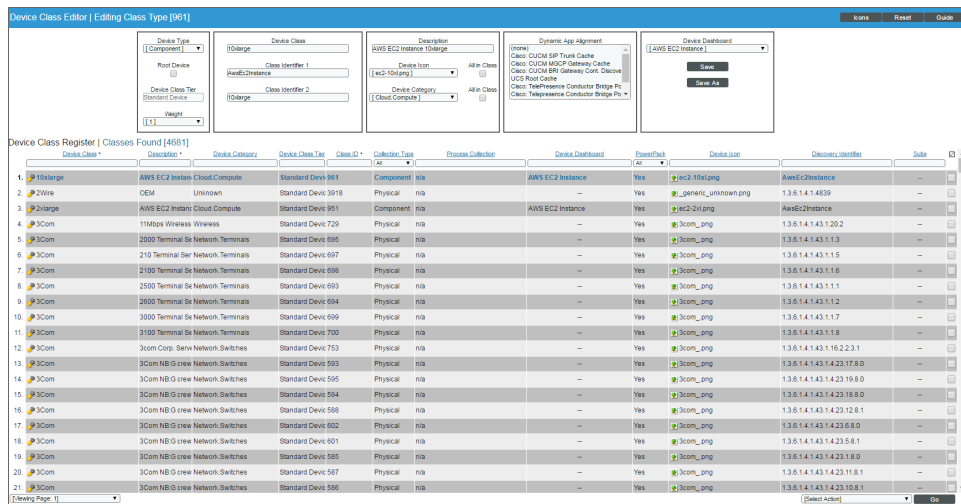 Device Class Editor | Editing Class Type [961] Icons Reset Guide
Device Type Device Class Description Dynamic App Alignment Device Dashboard
[ Component ] 10xlarge AWS EC2 Instance 10xlarge (none) [ AWS EC2 Instance ]
Cisco: CUCM SIP Trunk Cache
Root Device Class Identifier 1 Device Icon All in Class Cisco: CUCM MGCP Gateway Cache Save
AwsEc2Instance [ ec2-10xl.png ] Cisco: CUCM BRI Gateway Cont. Discove
UCS Root Cache Save As
Device Class Tier Class Identifier 2 Device Category All in Class Cisco: TelePresence Conductor Bridge Pc
Standard Device 10xlarge [ Cloud.Compute ] Cisco: Telepresence Conductor Bridge Po
Weight
[ 1 ]
Device Class Register | Classes Found [4681]
Device Class Description Device Category Device Class Tier Class ID Collection Type Process Collection Device Dashboard PowerPack Device Icon Discovery Identifier Subs
All All
1. 10xlarge AWS EC2 Instan Cloud.Compute Standard Devic 961 Component n/a AWS EC2 Instance Yes ec2-10xl.png AwsEc2Instance --
2. 2Wire OEM Unknown Standard Devic 3918 Physical n/a -- Yes _generic_unknown.png 1.3.6.1.4.1.4839 --
3. 2xlarge AWS EC2 Instanc Cloud.Compute Standard Devic 951 Component n/a AWS EC2 Instance Yes ec2-2xl.png AwsEc2Instance --
4. 3Com 11Mbps Wireless Wireless Standard Devic 729 Physical n/a -- Yes 3com_.png 1.3.6.1.4.1.43.1.20.2 --
5. 3Com 2000 Terminal Se Network.Terminals Standard Devic 695 Physical n/a -- Yes 3com_.png 1.3.6.1.4.1.43.1.1.3 --
6. 3Com 210 Terminal Ser Network.Terminals Standard Devic 697 Physical n/a -- Yes 3com_.png 1.3.6.1.4.1.43.1.1.5 --
7. 3Com 2100 Terminal Se Network.Terminals Standard Devic 698 Physical n/a -- Yes 3com_.png 1.3.6.1.4.1.43.1.1.6 --
8. 3Com 2500 Terminal Se Network.Terminals Standard Devic 693 Physical n/a -- Yes 3com_.png 1.3.6.1.4.1.43.1.1.1 --
9. 3Com 2600 Terminal Se Network.Terminals Standard Devic 694 Physical n/a -- Yes 3com_.png 1.3.6.1.4.1.43.1.1.2 --
10. 3Com 3000 Terminal Se Network.Terminals Standard Devic 699 Physical n/a -- Yes 3com_.png 1.3.6.1.4.1.43.1.1.7 --
11. 3Com 3100 Terminal Se Network.Terminals Standard Devic 700 Physical n/a -- Yes 3com_.png 1.3.6.1.4.1.43.1.1.8 --
12. 3Com 3com Corp. Serve Network.Switches Standard Devic 753 Physical n/a -- Yes 3com_.png 1.3.6.1.4.1.43.1.16.2.2.3.1 --
13. 3Com 3Com NB:G crew Network.Switches Standard Devic 593 Physical n/a -- Yes 3com_.png 1.3.6.1.4.1.43.1.4.23.17.8.0 --
14. 3Com 3Com NB:G crew Network.Switches Standard Devic 595 Physical n/a -- Yes 3com_.png 1.3.6.1.4.1.43.1.4.23.19.8.0 --
15. 3Com 3Com NB:G crew Network.Switches Standard Devic 594 Physical n/a -- Yes 3com_.png 1.3.6.1.4.1.43.1.4.23.18.8.0 --
16. 3Com 3Com NB:G crew Network.Switches Standard Devic 588 Physical n/a -- Yes 3com_.png 1.3.6.1.4.1.43.1.4.23.12.8.1 --
17. 3Com 3Com NB:G crew Network.Switches Standard Devic 602 Physical n/a -- Yes 3com_.png 1.3.6.1.4.1.43.1.4.23.6.8.0 --
18. 3Com 3Com NB:G crew Network.Switches Standard Devic 601 Physical n/a -- Yes 3com_.png 1.3.6.1.4.1.43.1.4.23.5.8.1 --
19. 3Com 3Com NB:G crew Network.Switches Standard Devic 585 Physical n/a -- Yes 3com_.png 1.3.6.1.4.1.43.1.4.23.1.8.0 --
20. 3Com 3Com NB:G crew Network.Switches Standard Devic 587 Physical n/a -- Yes 3com_.png 1.3.6.1.4.1.43.1.4.23.11.8.1 --
21. 3Com 3Com NB:G crew Network.Switches Standard Devic 586 Physical n/a -- Yes 3com_.png 1.3.6.1.4.1.43.1.4.23.10.8.1 --
[Viewing Page: 1] [Select Action] Go